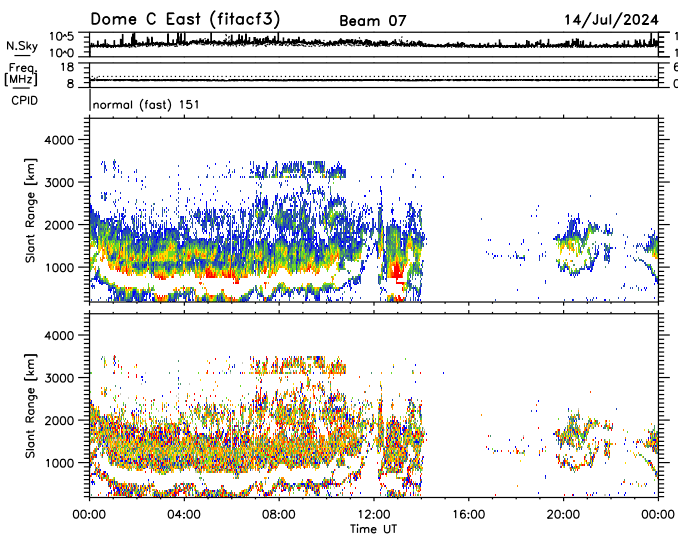 Dome C East (fitacf3) Beam 07 14/Jul/2024
N.Sky 10^5 10^0 1 1
Freq. [MHz] 18 8 6 0
CPID normal (fast) 151
Slant Range [km] 4000 3000 2000 1000
Slant Range [km] 4000 3000 2000 1000
00:00 04:00 08:00 12:00 16:00 20:00 00:00
Time UT